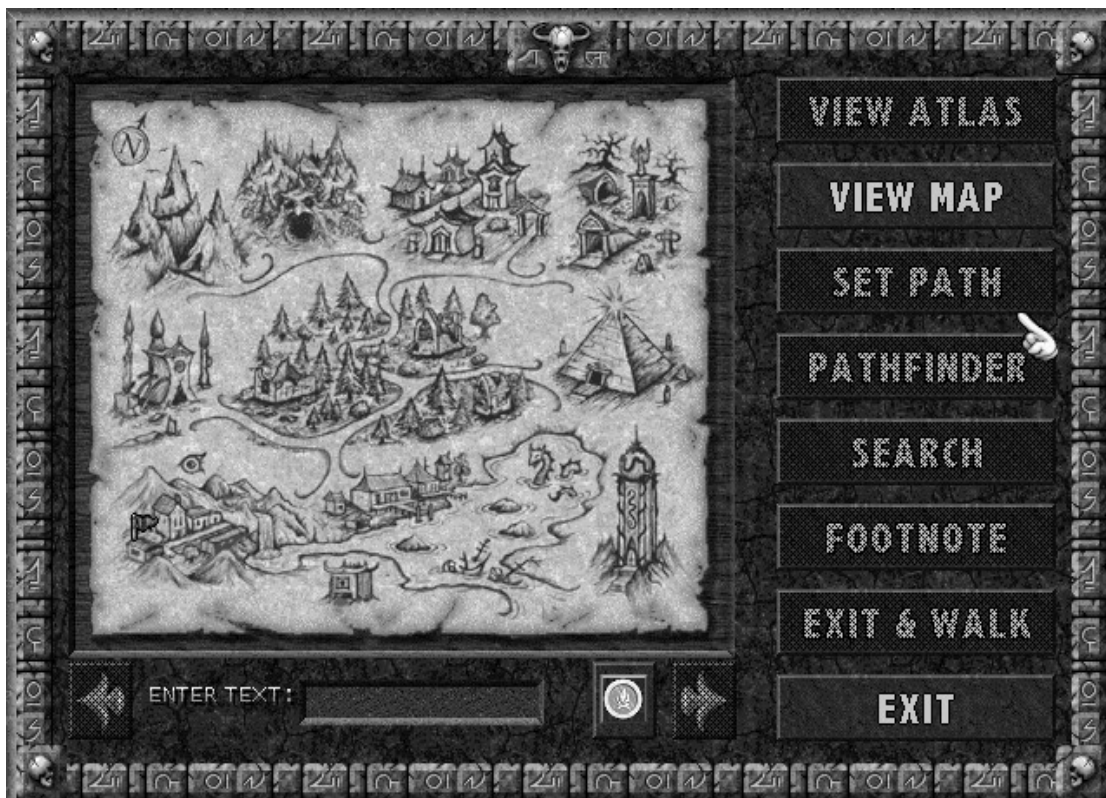 N
VIEW ATLAS
VIEW MAP
SET PATH
PATHFINDER
SEARCH
FOOTNOTE
EXIT & WALK
ENTER TEXT:
EXIT